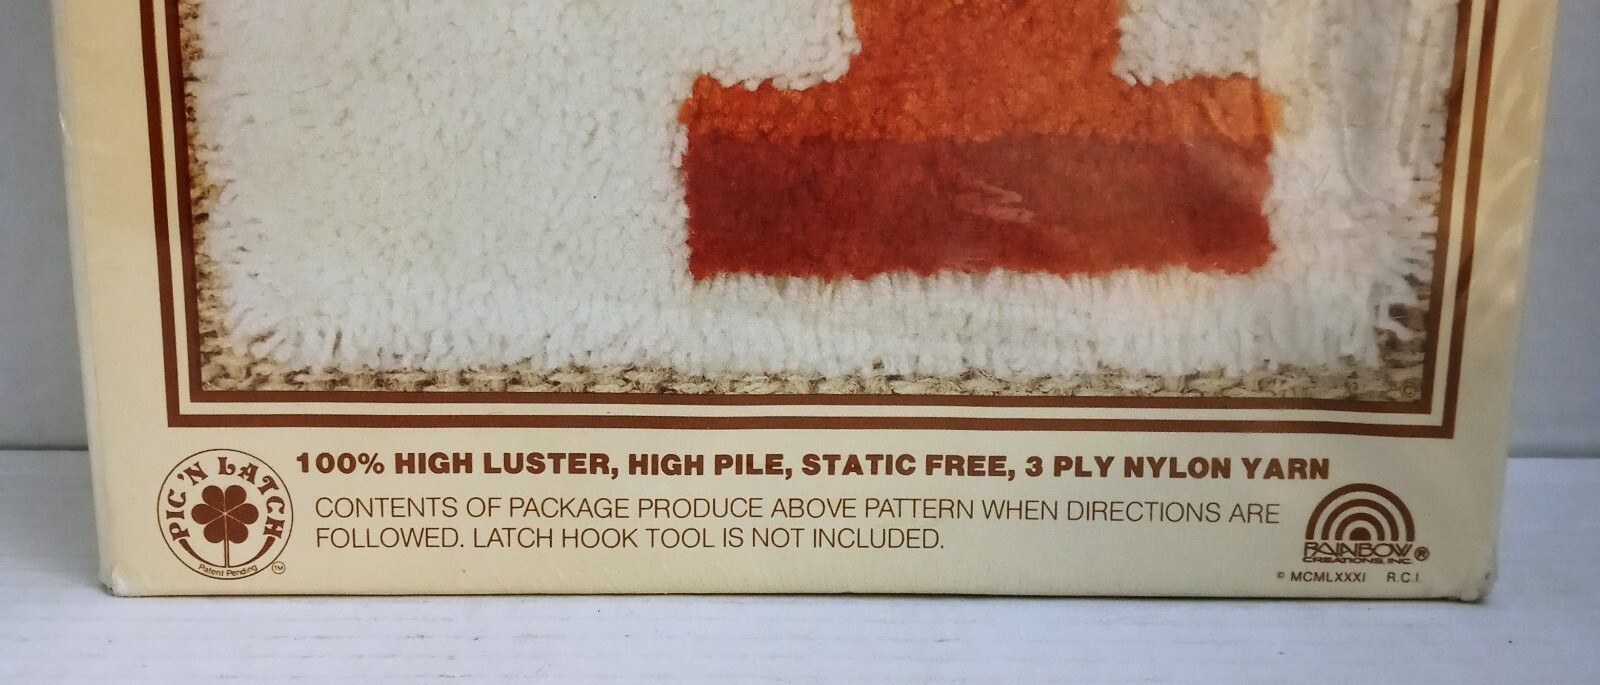 100% HIGH LUSTER, HIGH PILE, STATIC FREE, 3 PLY NYLON YARN
CONTENTS OF PACKAGE PRODUCE ABOVE PATTERN WHEN DIRECTIONS ARE
FOLLOWED. LATCH HOOK TOOL IS NOT INCLUDED.
PIC 'N LATCH
Patent Pending
TM
RAINBOW®
CREATIONS, INC.
© MCMLXXXI R.C.I.
©